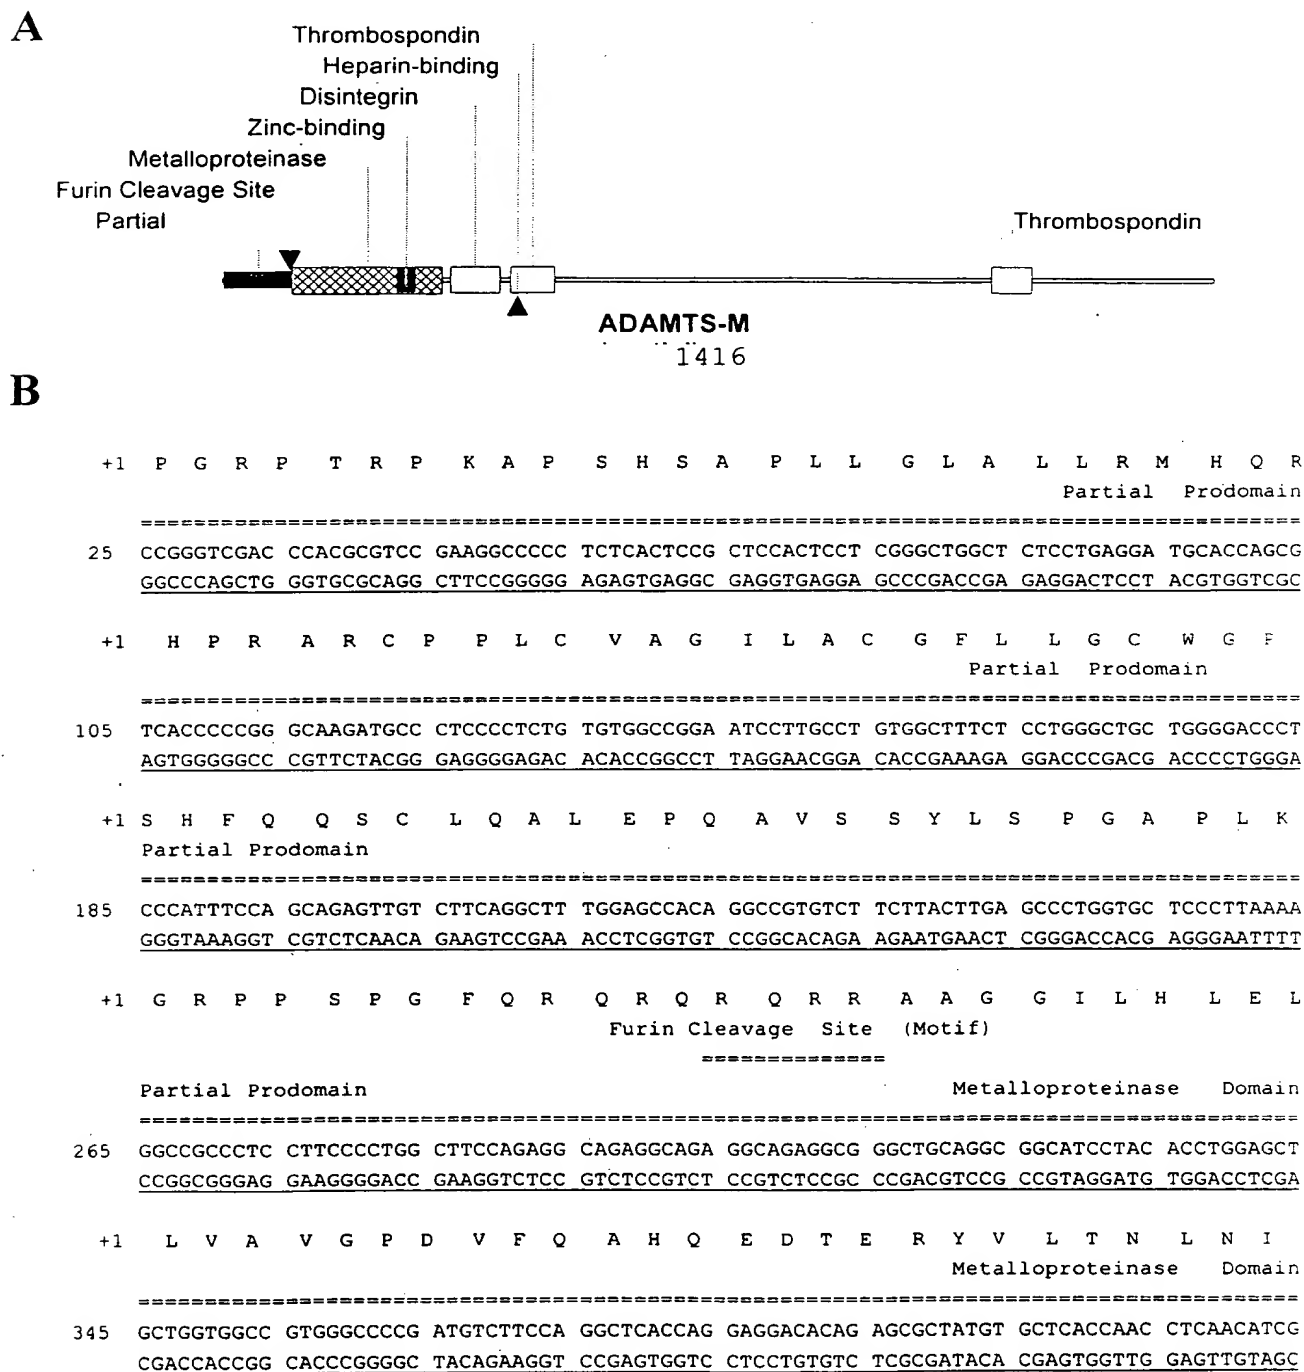 A
Thrombospondin
Heparin-binding
Disintegrin
Zinc-binding
Metalloproteinase
Furin Cleavage Site
Partial
Thrombospondin
ADAMTS-M
1416
B
+1 P G R P T R P K A P S H S A P L L G L A L L R M H Q R
Partial Prodomain
25 CCGGGTCGAC CCACGCGTCC GAAGGCCCCC TCTCACTCCG CTCCACTCCT CGGGCTGGCT CTCCTGAGGA TGCACCAGCG
GGCCCAGCTG GGTGCGCAGG CTTCCGGGGG AGAGTGAGGC GAGGTGAGGA GCCCGACCGA GAGGACTCCT ACGTGGTCGC
+1 H P R A R C P P L C V A G I L A C G F L L G C W G P
Partial Prodomain
105 TCACCCCCGG GCAAGATGCC CTCCCCTCTG TGTGGCCGGA ATCCTTGCCT GTGGCTTTCT CCTGGGCTGC TGGGGACCCT
AGTGGGGGCC CGTTCTACGG GAGGGGAGAC ACACCGGCCT TAGGAACGGA CACCGAAAGA GGACCCGACG ACCCCTGGGA
+1 S H F Q Q S C L Q A L E P Q A V S S Y L S P G A P L K
Partial Prodomain
185 CCCATTTCCA GCAGAGTTGT CTTCAGGCTT TGGAGCCACA GGCCGTGTCT TCTTACTTGA GCCCTGGTGC TCCCTTAAAA
GGGTAAAGGT CGTCTCAACA GAAGTCCGAA ACCTCGGTGT CCGGCACAGA AGAATGAACT CGGGACCACG AGGGAATTTT
+1 G R P P S P G F Q R Q R Q R Q R R A A G G I L H L E L
Furin Cleavage Site (Motif)
Partial Prodomain Metalloproteinase Domain
265 GGCCGCCCTC CTTCCCCTGG CTTCCAGAGG CAGAGGCAGA GGCAGAGGCG GGCTGCAGGC GGCATCCTAC ACCTGGAGCT
CCGGCGGGAG GAAGGGGACC GAAGGTCTCC GTCTCCGTCT CCGTCTCCGC CCGACGTCCG CCGTAGGATG TGGACCTCGA
+1 L V A V G P D V F Q A H Q E D T E R Y V L T N L N I
Metalloproteinase Domain
345 GCTGGTGGCC GTGGGCCCCG ATGTCTTCCA GGCTCACCAG GAGGACACAG AGCGCTATGT GCTCACCAAC CTCAACATCG
CGACCACCGG CACCCGGGGC TACAGAAGGT CCGAGTGGTC CTCCTGTGTC TCGCGATACA CGAGTGGTTG GAGTTGTAGC